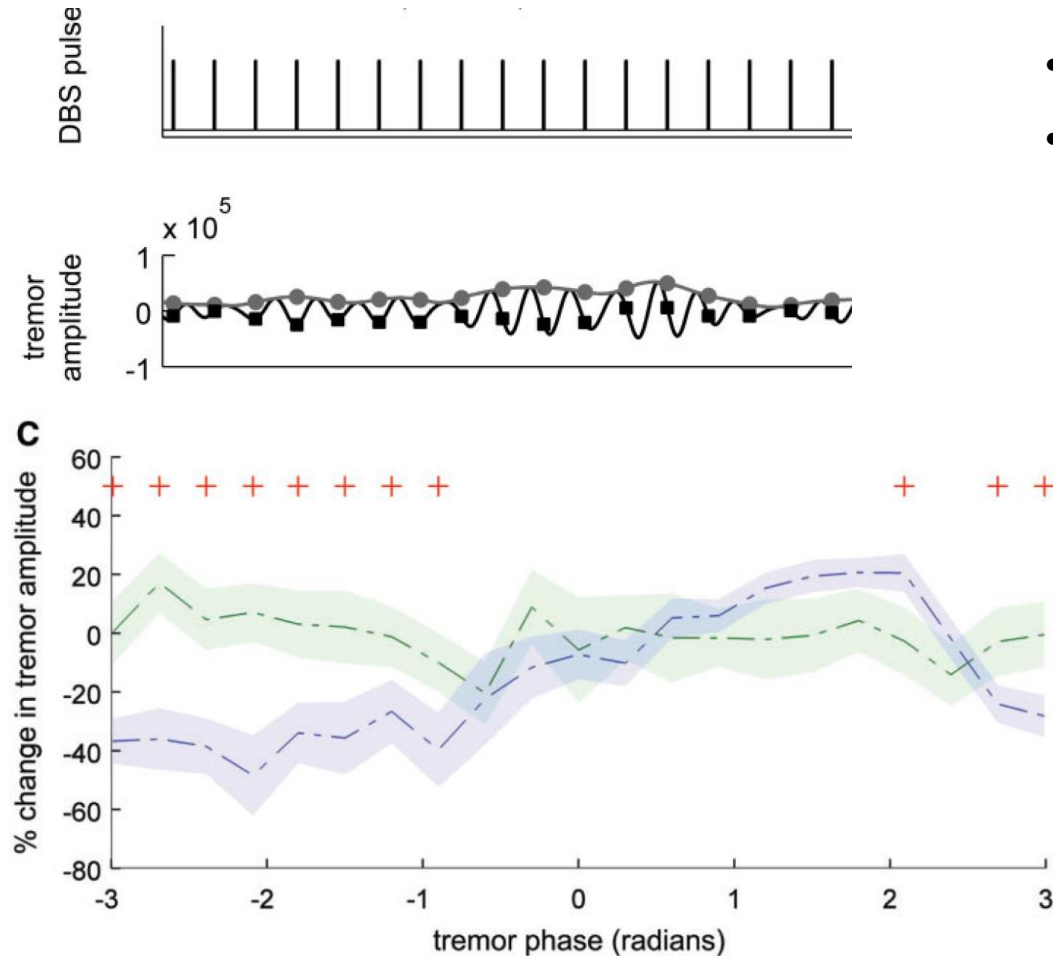 DBS pulse
x 10^5
tremor
amplitude
1
0
-1
C
% change in tremor amplitude
60
40
20
0
-20
-40
-60
-80
-3
-2
-1
0
1
2
3
tremor phase (radians)